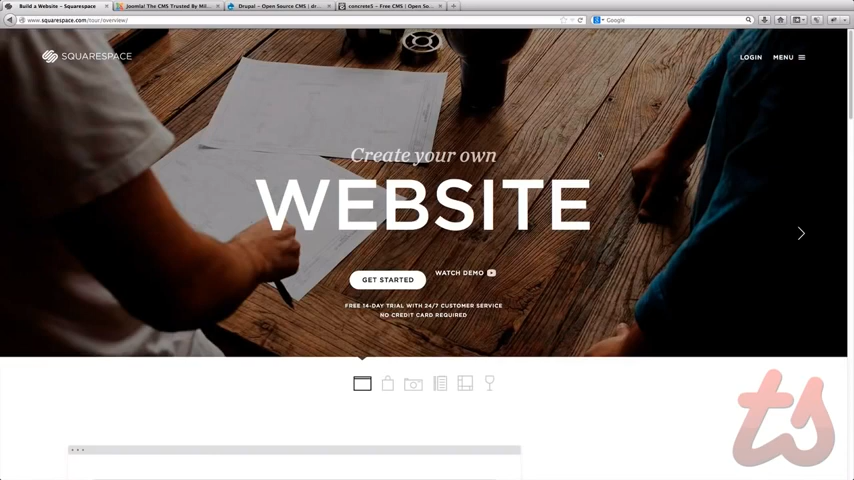 Build a Website – Squarespace
Joomla! The CMS Trusted By Mil...
Drupal – Open Source CMS | dr...
concrete5 – Free CMS | Open So...
www.squarespace.com/tour/overview/
Google
SQUARESPACE
LOGIN
MENU
Create your own
WEBSITE
GET STARTED
WATCH DEMO
FREE 14-DAY TRIAL WITH 24/7 CUSTOMER SERVICE
NO CREDIT CARD REQUIRED
ts